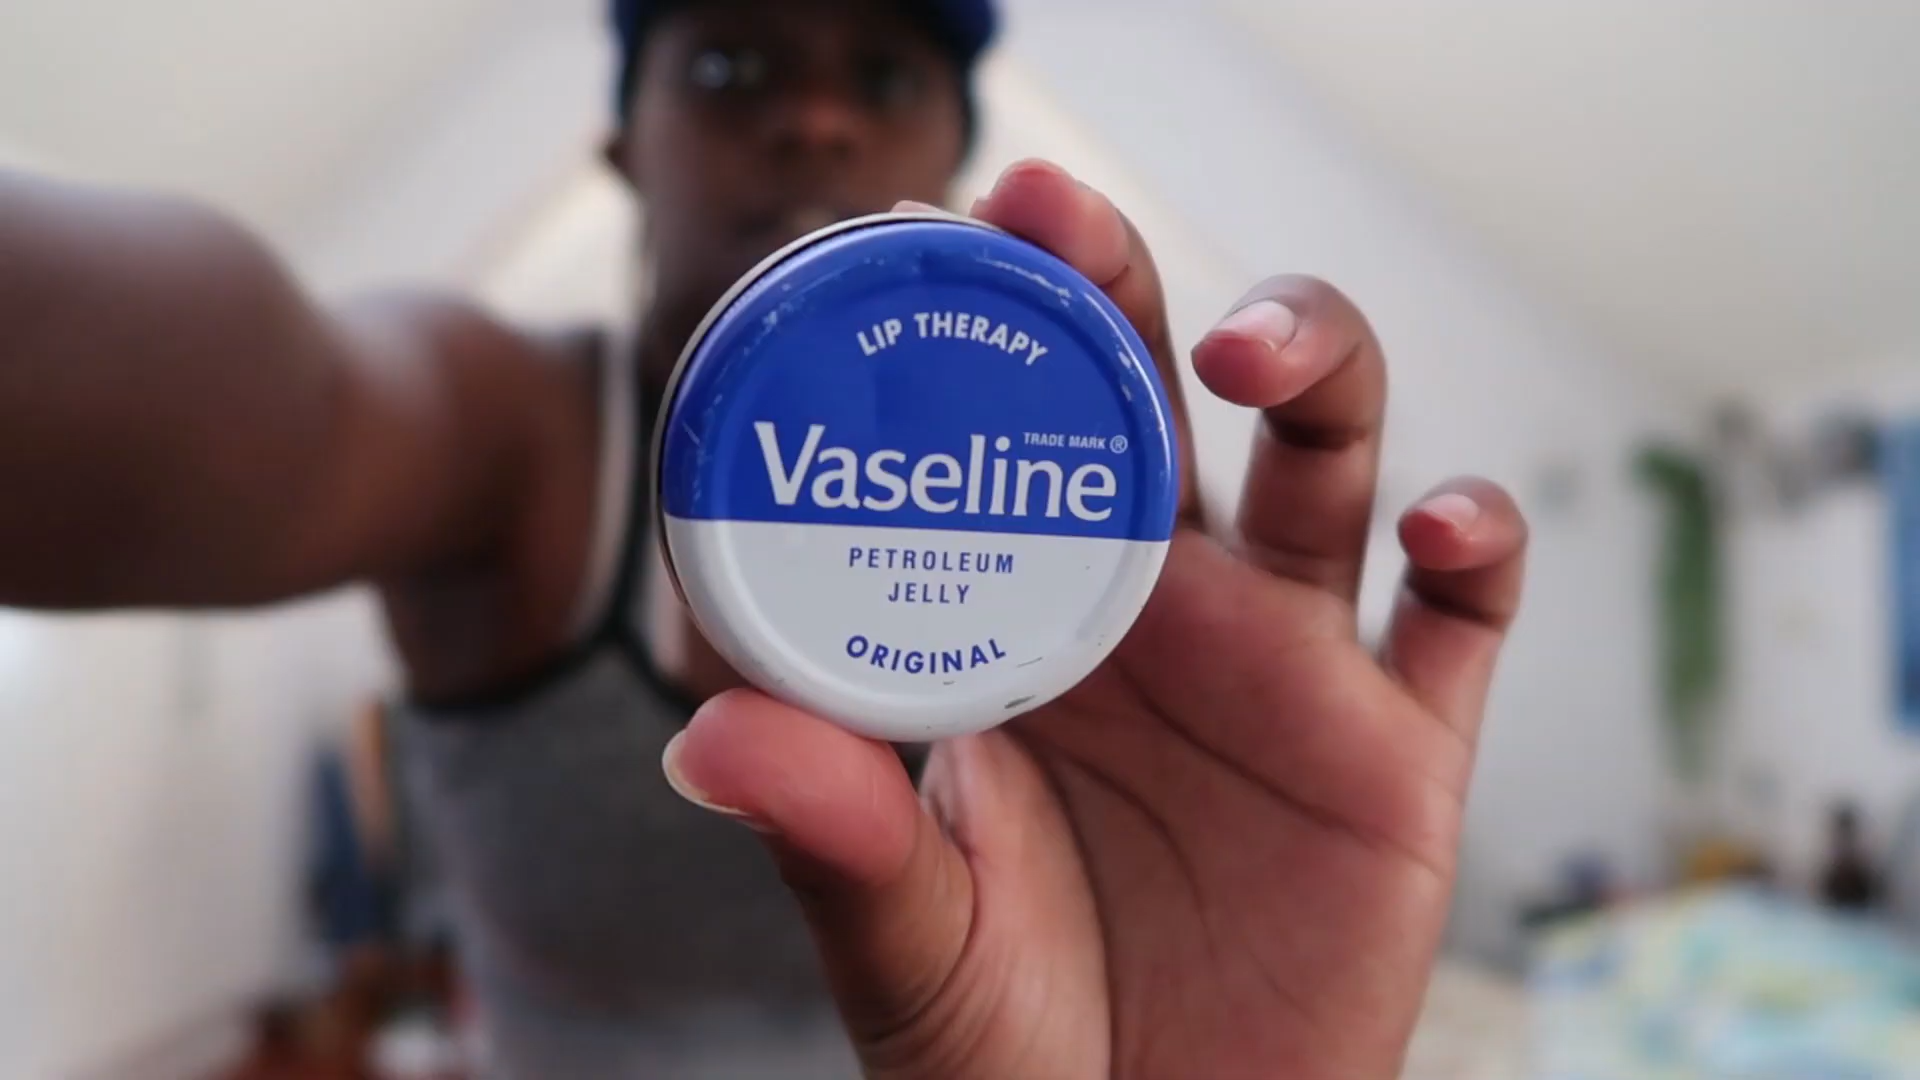 LIP THERAPY
TRADE MARK ®
Vaseline
PETROLEUM
JELLY
ORIGINAL